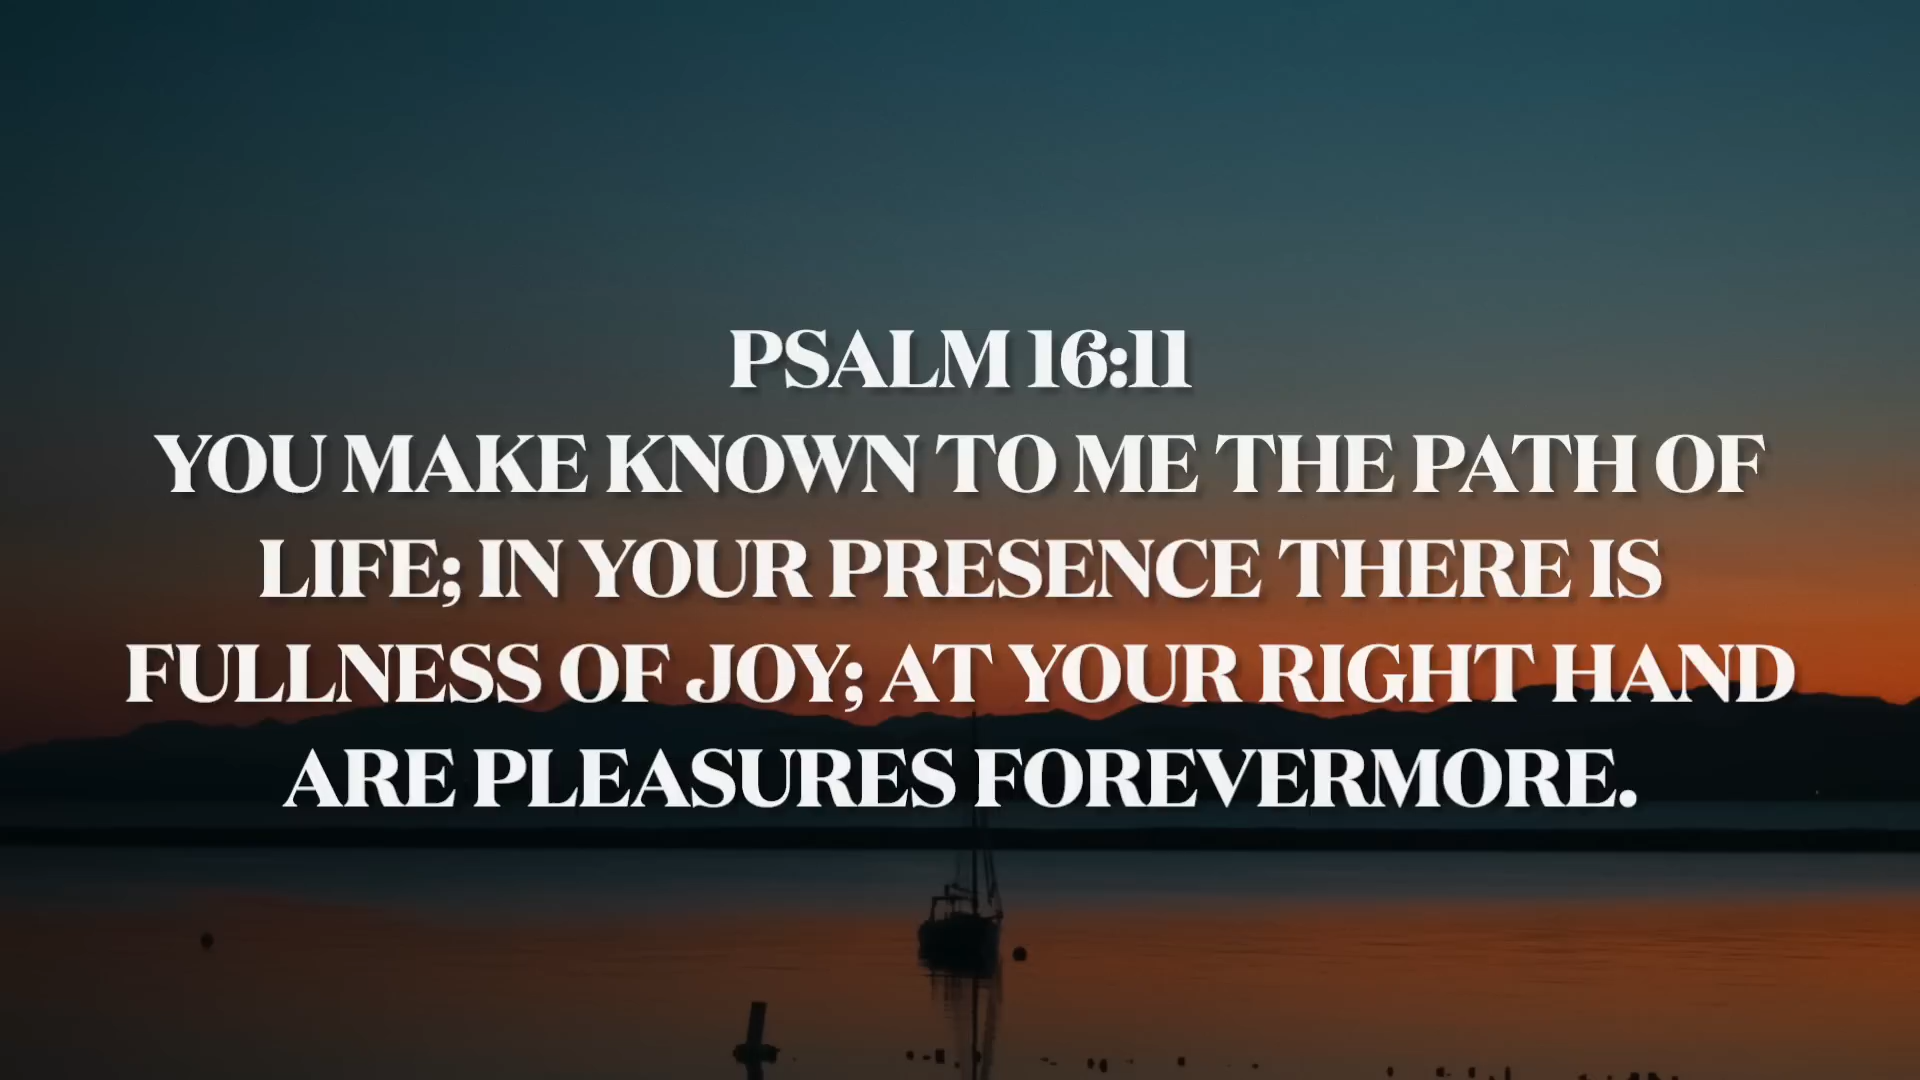 PSALM 16:11
YOU MAKE KNOWN TO ME THE PATH OF
LIFE; IN YOUR PRESENCE THERE IS
FULLNESS OF JOY; AT YOUR RIGHT HAND
ARE PLEASURES FOREVERMORE.